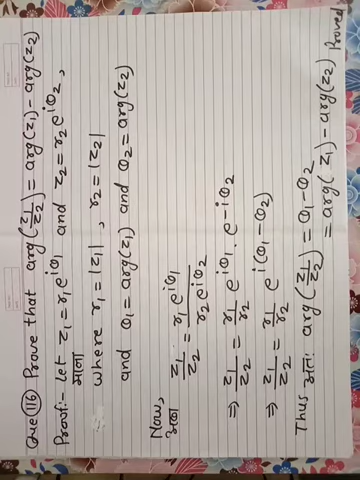 Que (116) Prove that arg(z₁/z₂) = arg(z₁) - arg(z₂)
Proof:- Let z₁ = r₁e^{iθ₁} and z₂ = r₂e^{iθ₂},
माना
where r₁ = |z₁|, r₂ = |z₂|
and θ₁ = arg(z₁) and θ₂ = arg(z₂)
Now,
अब
z₁/z₂ = r₁e^{iθ₁}/r₂e^{iθ₂}
⇒ z₁/z₂ = r₁/r₂ e^{iθ₁} . e^{-iθ₂}
⇒ z₁/z₂ = r₁/r₂ e^{i(θ₁-θ₂)}
Thus अतः arg(z₁/z₂) = θ₁ - θ₂
= arg(z₁) - arg(z₂) Proved